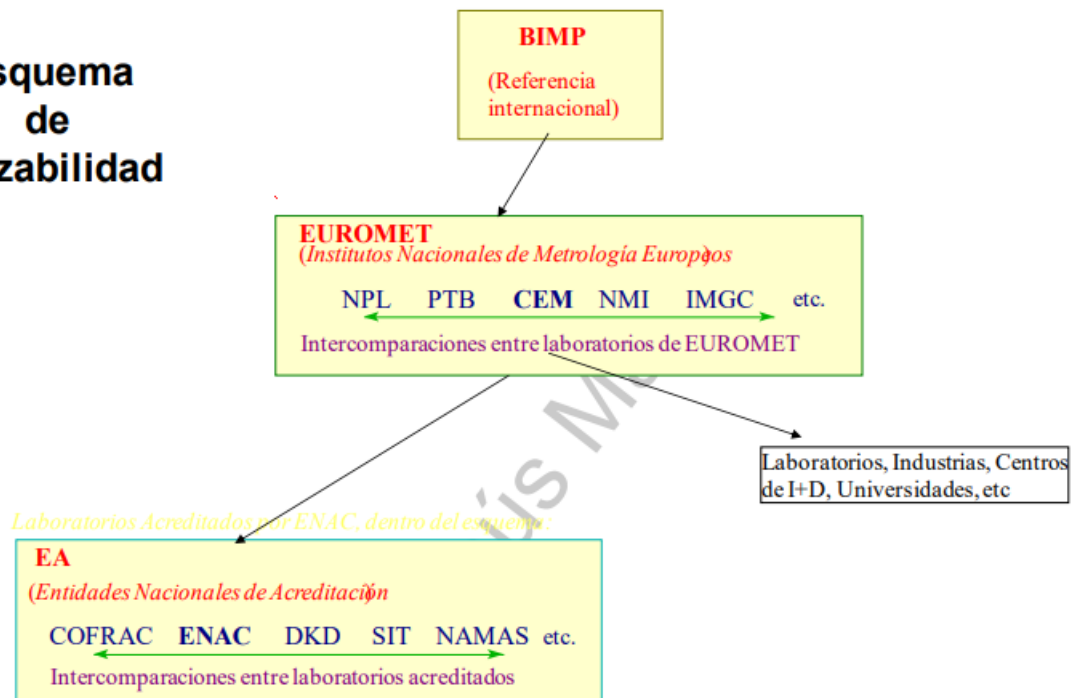 squema
de
zabilidad
BIMP
(Referencia
internacional)
EUROMET
(Institutos Nacionales de Metrología Europeos)
NPL PTB CEM NMI IMGC etc.
Intercomparaciones entre laboratorios de EUROMET
Laboratorios, Industrias, Centros
de I+D, Universidades, etc
Laboratorios Acreditados por ENAC, dentro del esquema:
EA
(Entidades Nacionales de Acreditación)
COFRAC ENAC DKD SIT NAMAS etc.
Intercomparaciones entre laboratorios acreditados